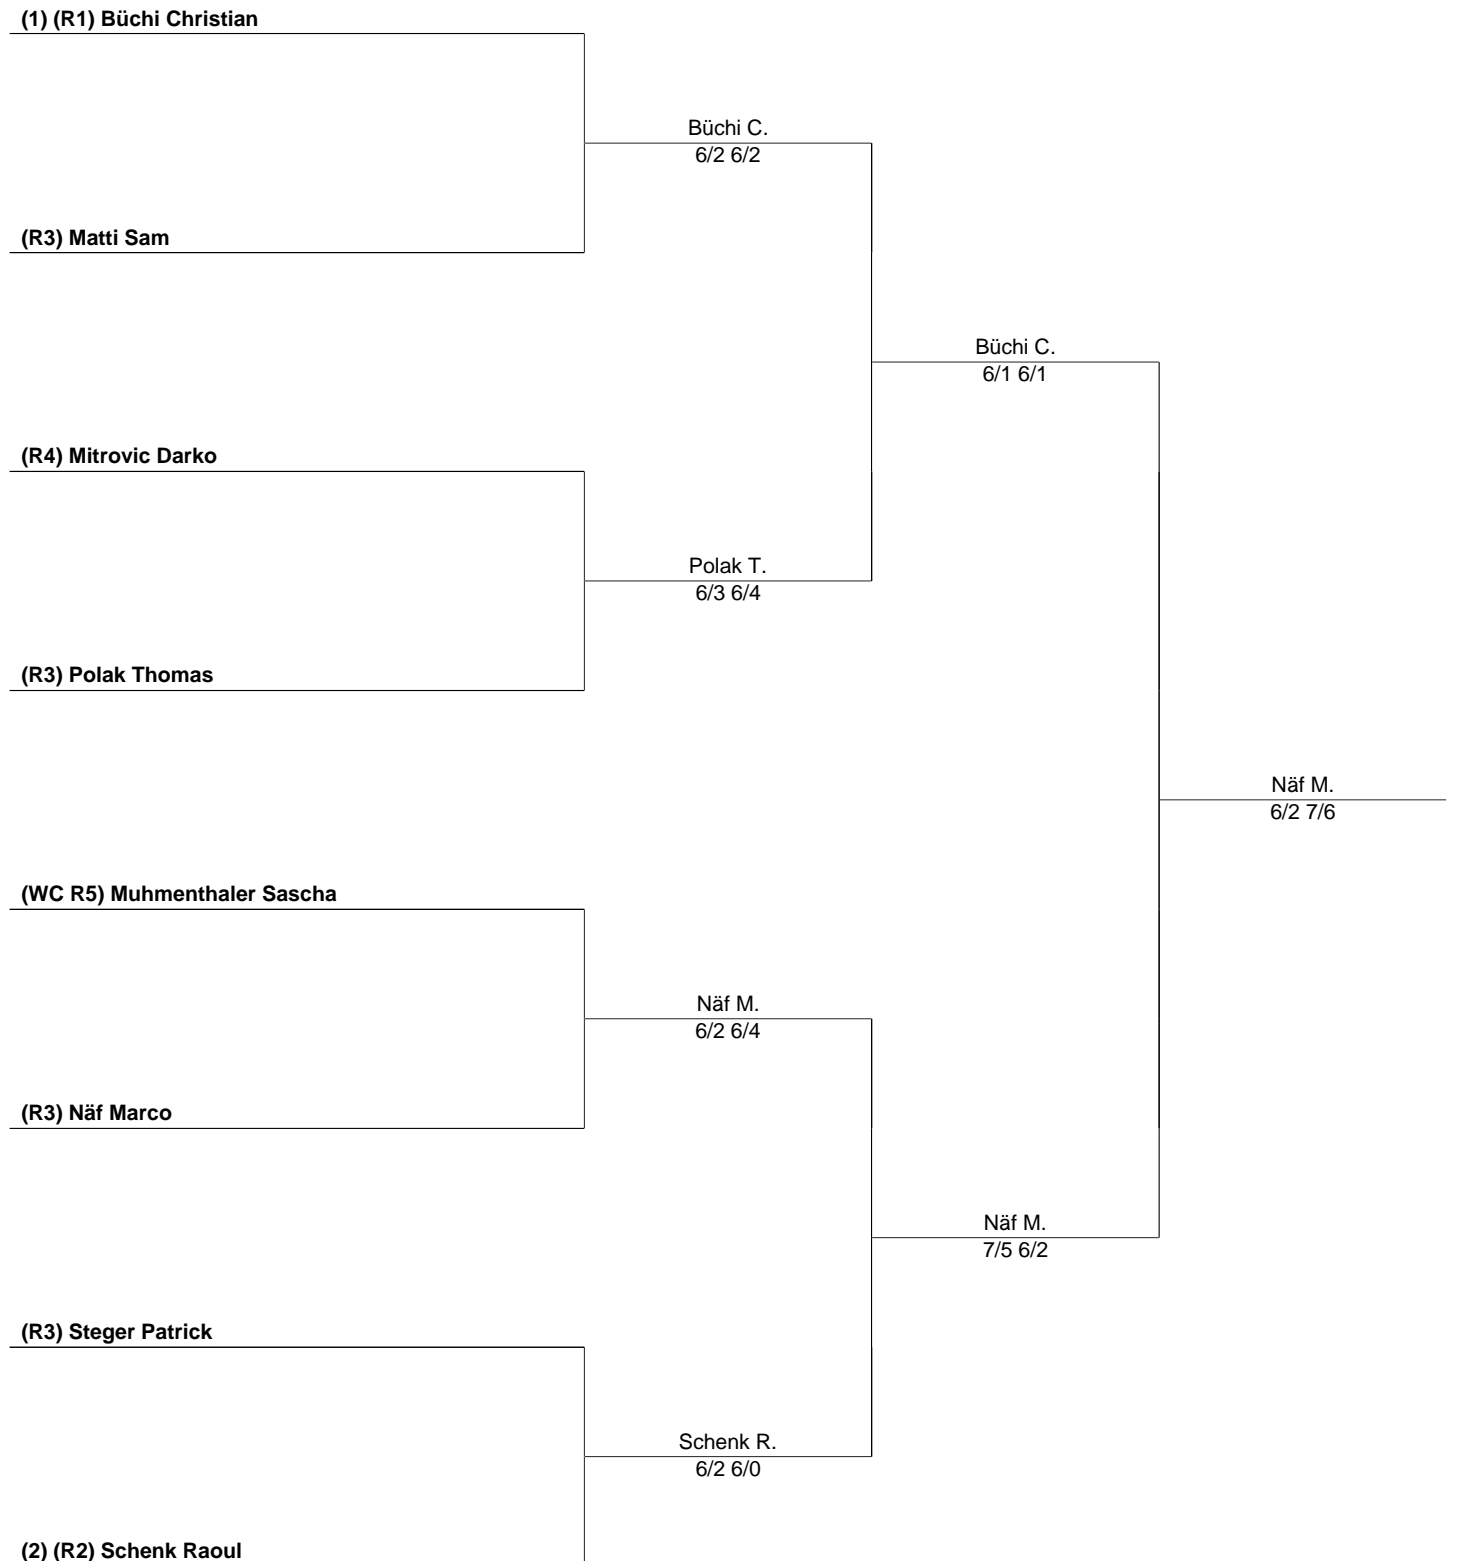 (1) (R1) Büchi Christian
Büchi C.
6/2 6/2
(R3) Matti Sam
Büchi C.
6/1 6/1
(R4) Mitrovic Darko
Polak T.
6/3 6/4
(R3) Polak Thomas
Näf M.
6/2 7/6
(WC R5) Muhmenthaler Sascha
Näf M.
6/2 6/4
(R3) Näf Marco
Näf M.
7/5 6/2
(R3) Steger Patrick
Schenk R.
6/2 6/0
(2) (R2) Schenk Raoul